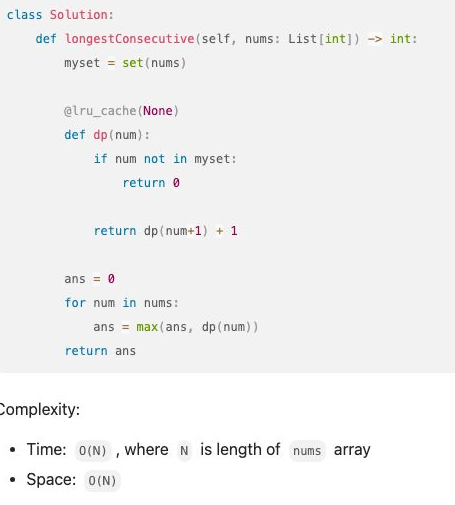 class Solution:
    def longestConsecutive(self, nums: List[int]) -> int:
        myset = set(nums)

        @lru_cache(None)
        def dp(num):
            if num not in myset:
                return 0

            return dp(num+1) + 1

        ans = 0
        for num in nums:
            ans = max(ans, dp(num))
        return ans

Complexity:
• Time: O(N) , where N is length of nums array
• Space: O(N)